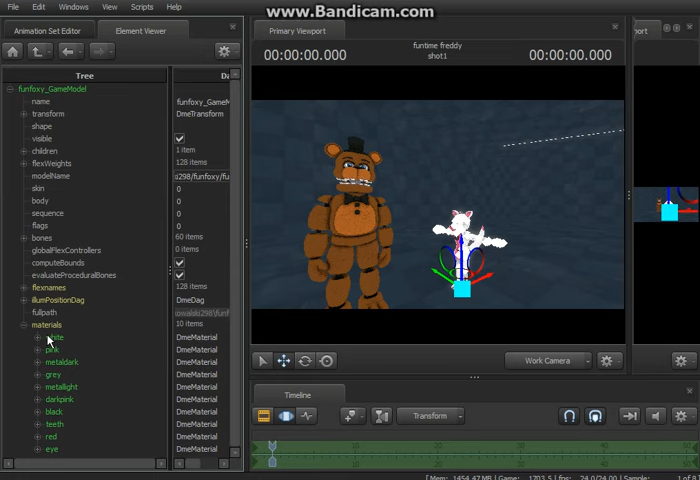 www.Bandicam.com
File Edit Windows View Scripts Help
Animation Set Editor Element Viewer
Primary Viewport
00:00:00.000 funtime freddy 00:00:00.000
shot1
Tree
funfoxy_GameModel
name
transform DmeTransform
shape
visible
children 1 item
flexWeights 128 items
modelName
skin 0
body 0
sequence 0
flags 0
bones 60 items
globalFlexControllers 0 items
computeBounds
evaluateProceduralBones
flexnames 128 items
illumPositionDag DmeDag
fullpath
materials 10 items
white DmeMaterial
pink DmeMaterial
metaldark DmeMaterial
grey DmeMaterial
metallight DmeMaterial
darkpink DmeMaterial
black DmeMaterial
teeth DmeMaterial
red DmeMaterial
eye DmeMaterial
Work Camera
Timeline
Transform